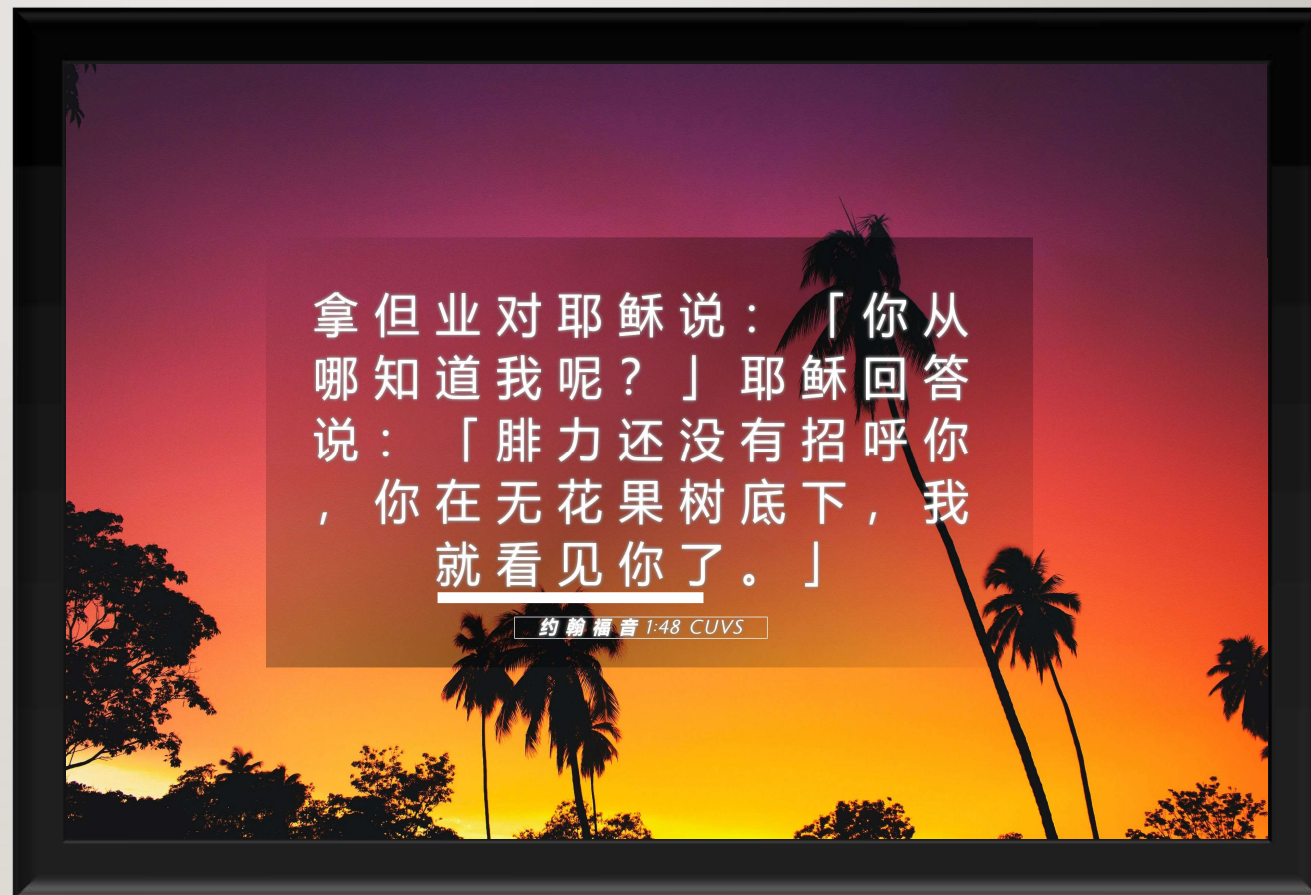 拿但业对耶稣说：「你从
哪知道我呢？」耶稣回答
说：「腓力还没有招呼你
，你在无花果树底下，我
就看见你了。」
约翰福音 1:48 CUVS